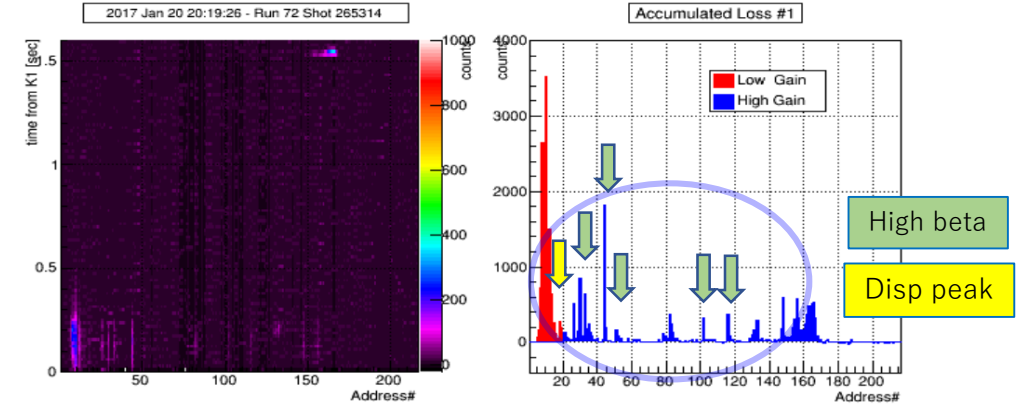 2017 Jan 20 20:19:26 - Run 72 Shot 265314
time from K1 [sec]
1.5
1
0.5
0
50
100
150
200
Address#
1000
800
600
400
200
0
counts
Accumulated Loss #1
counts
4000
3000
2000
1000
0
Low Gain
High Gain
20 40 60 80 100 120 140 160 180 200
Address#
High beta
Disp peak